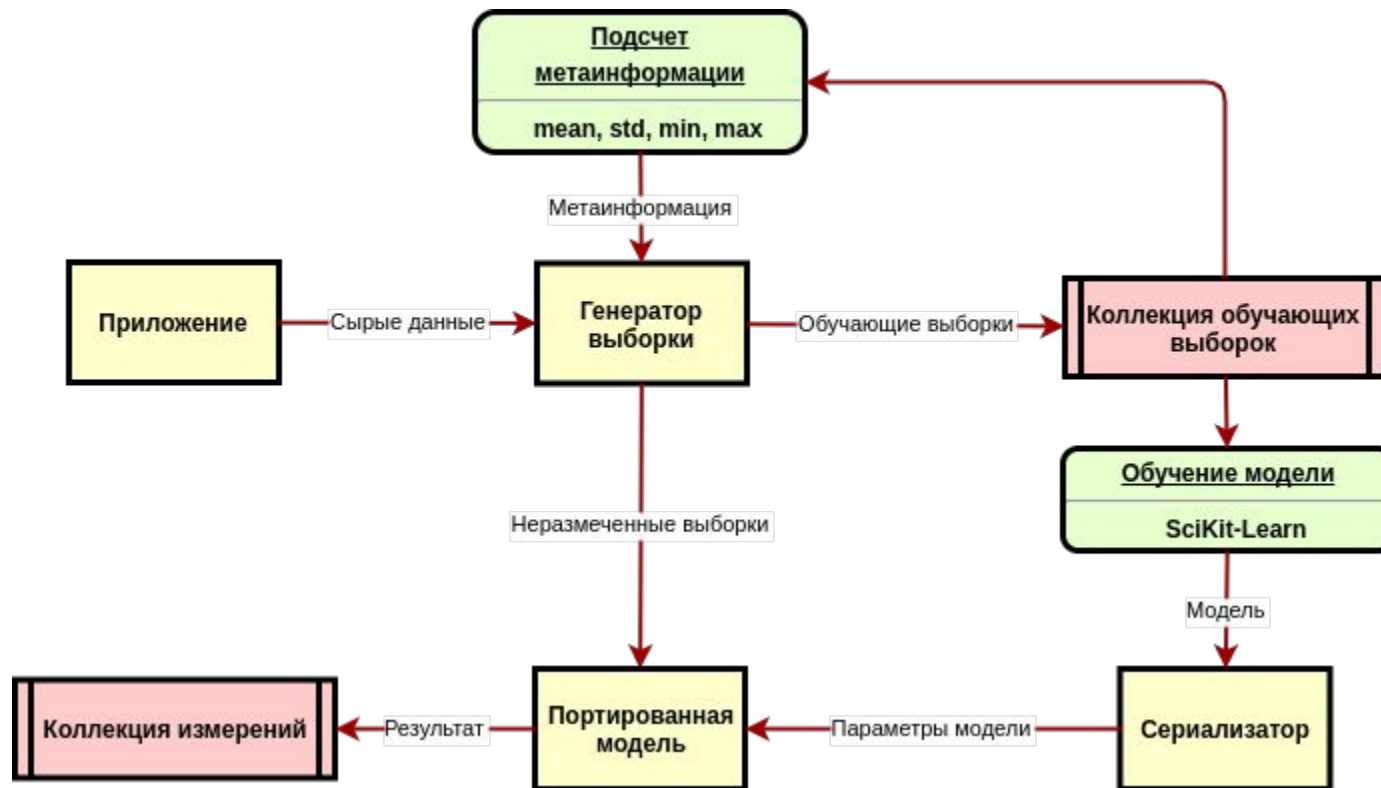 Подсчет
метаинформации
mean, std, min, max
Метаинформация
Приложение
Сырые данные
Генератор
выборки
Обучающие выборки
Коллекция обучающих
выборок
Обучение модели
SciKit-Learn
Неразмеченные выборки
Модель
Коллекция измерений
Результат
Портированная
модель
Параметры модели
Сериализатор